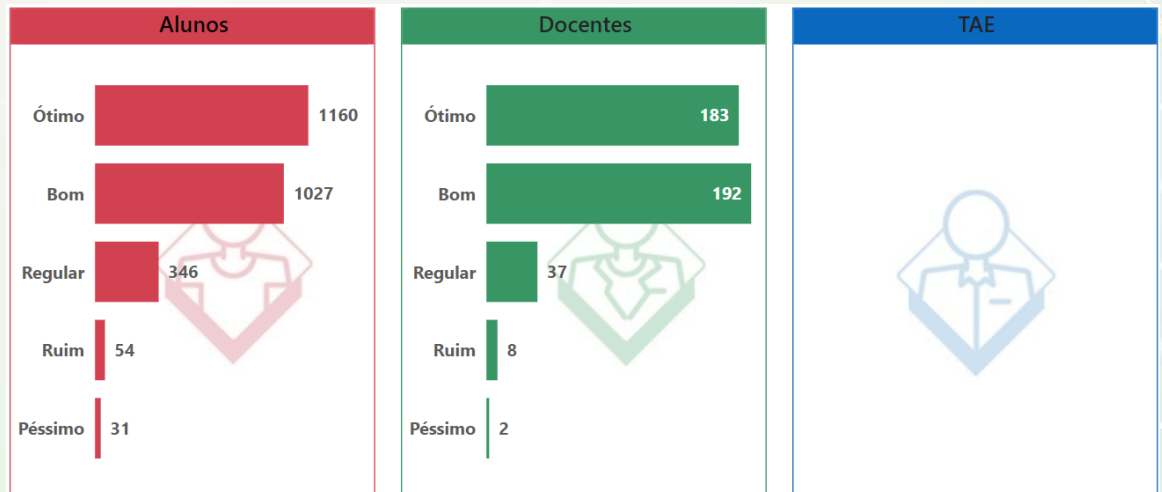 Alunos
Ótimo 1160
Bom 1027
Regular 346
Ruim 54
Péssimo 31
Docentes
Ótimo 183
Bom 192
Regular 37
Ruim 8
Péssimo 2
TAE